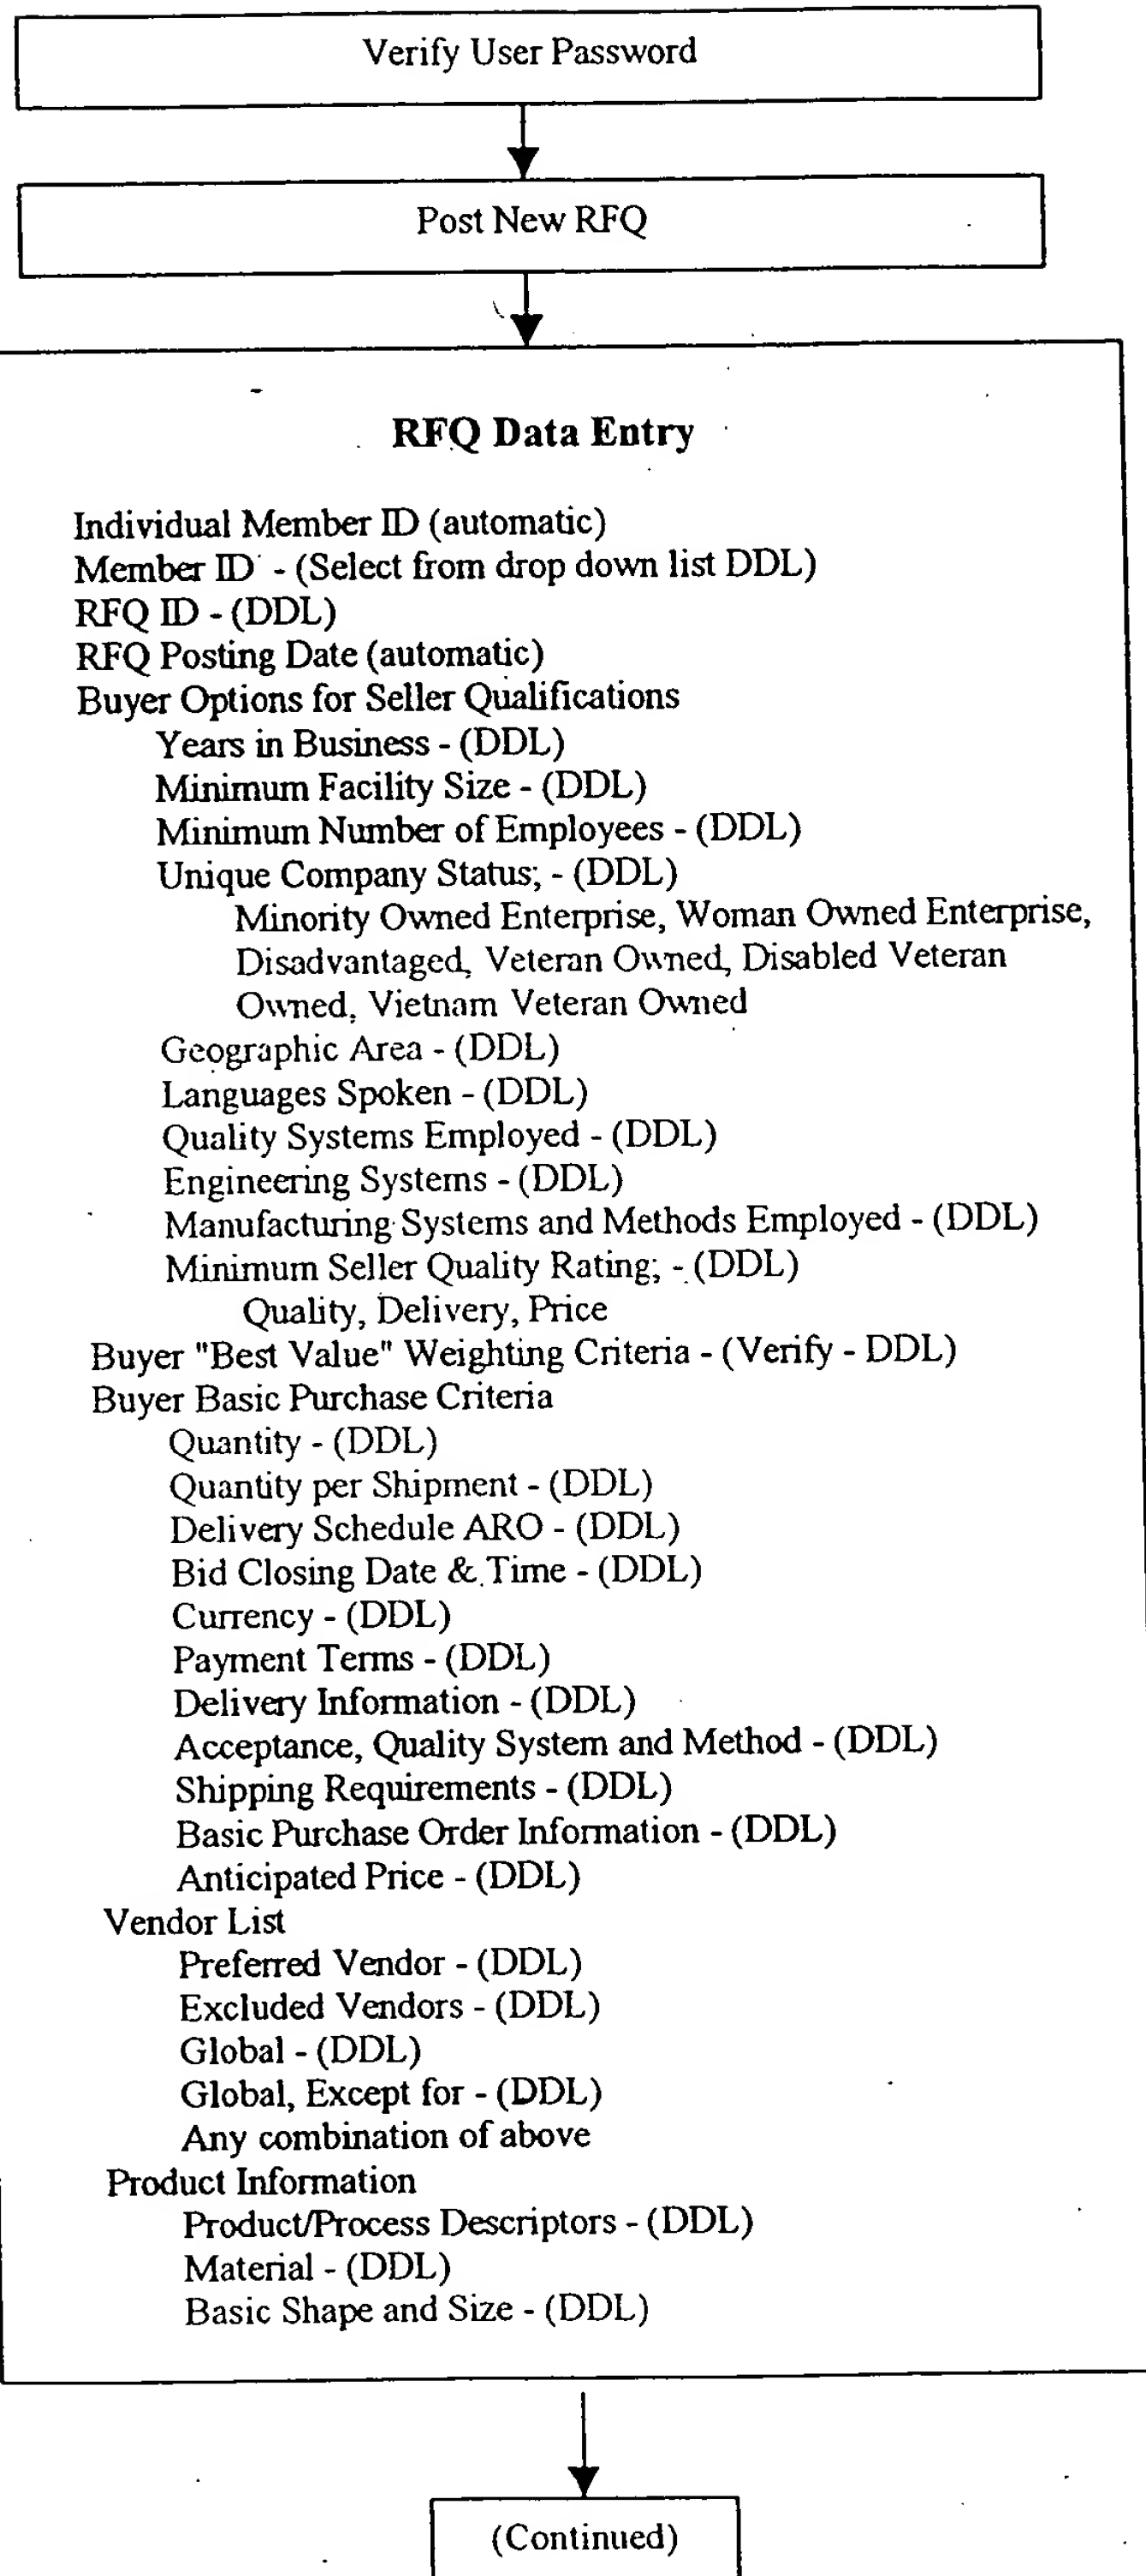 Verify User Password
Post New RFQ
RFQ Data Entry
Individual Member ID (automatic)
Member ID - (Select from drop down list DDL)
RFQ ID - (DDL)
RFQ Posting Date (automatic)
Buyer Options for Seller Qualifications
Years in Business - (DDL)
Minimum Facility Size - (DDL)
Minimum Number of Employees - (DDL)
Unique Company Status; - (DDL)
Minority Owned Enterprise, Woman Owned Enterprise,
Disadvantaged, Veteran Owned, Disabled Veteran
Owned, Vietnam Veteran Owned
Geographic Area - (DDL)
Languages Spoken - (DDL)
Quality Systems Employed - (DDL)
Engineering Systems - (DDL)
Manufacturing Systems and Methods Employed - (DDL)
Minimum Seller Quality Rating; - (DDL)
Quality, Delivery, Price
Buyer "Best Value" Weighting Criteria - (Verify - DDL)
Buyer Basic Purchase Criteria
Quantity - (DDL)
Quantity per Shipment - (DDL)
Delivery Schedule ARO - (DDL)
Bid Closing Date & Time - (DDL)
Currency - (DDL)
Payment Terms - (DDL)
Delivery Information - (DDL)
Acceptance, Quality System and Method - (DDL)
Shipping Requirements - (DDL)
Basic Purchase Order Information - (DDL)
Anticipated Price - (DDL)
Vendor List
Preferred Vendor - (DDL)
Excluded Vendors - (DDL)
Global - (DDL)
Global, Except for - (DDL)
Any combination of above
Product Information
Product/Process Descriptors - (DDL)
Material - (DDL)
Basic Shape and Size - (DDL)
(Continued)